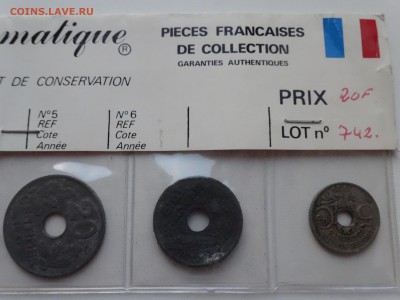 COINS.LAVE.RU
matique ®
PIECES FRANCAISES
DE COLLECTION
GARANTIES AUTHENTIQUES
T DE CONSERVATION
PRIX 20F
LOT n° 742.
N°5
REF
Cote
Année
N°6
REF
Cote
Année
20